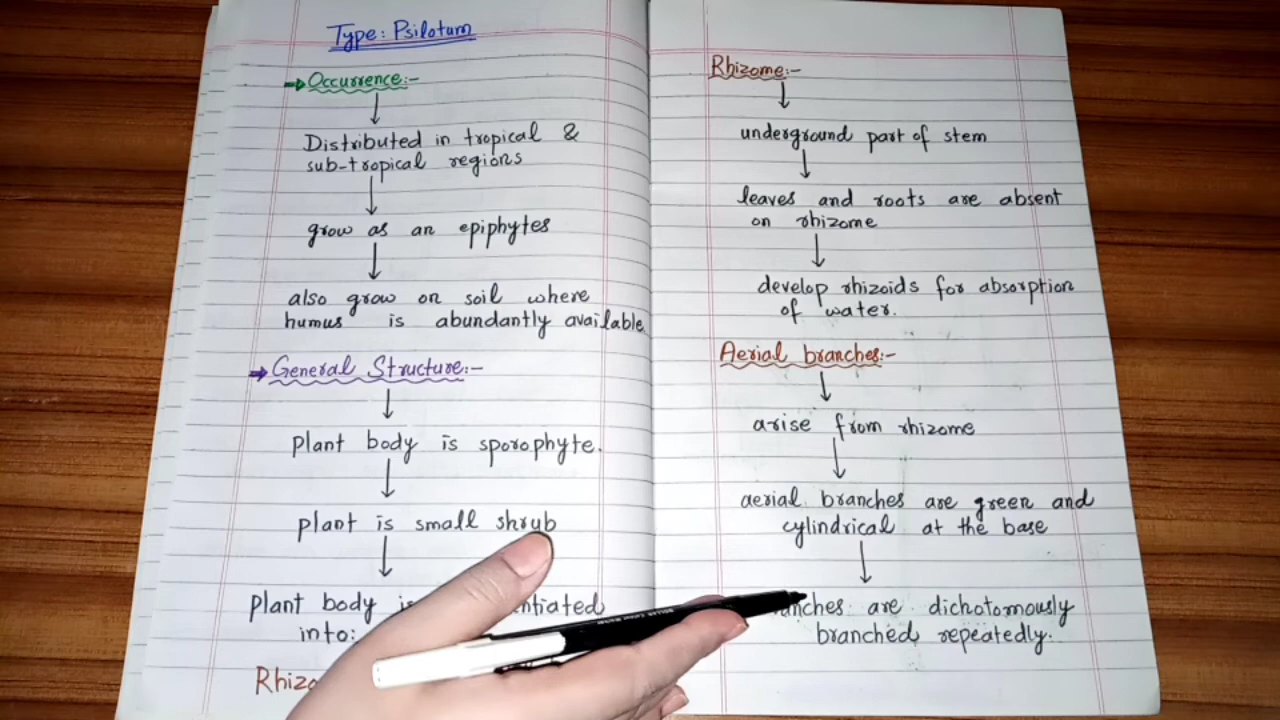 Type: Psilotum
Occurrence:-
Distributed in tropical &
sub-tropical regions
grow as an epiphytes
also grow on soil where
humus is abundantly available
General Structure:-
plant body is sporophyte.
plant is small shrub
plant body
into:
Rhizome:-
underground part of stem
leaves and roots are absent
on rhizome
develop rhizoids for absorption
of water.
Aerial branches:-
arise from rhizome
aerial branches are green and
cylindrical at the base
are dichotomously
branched repeatedly.